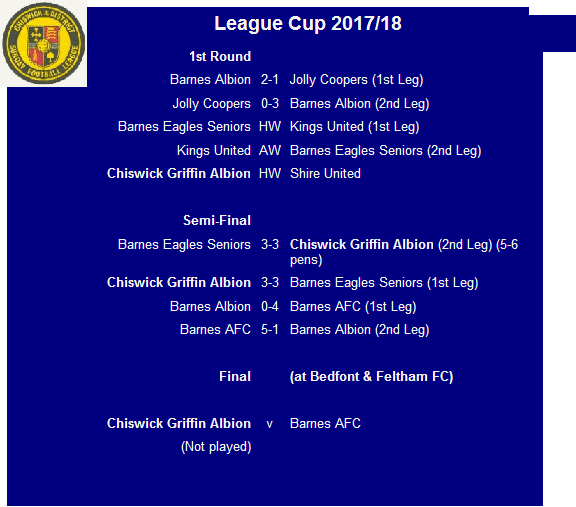 CHISWICK & DISTRICT
SUNDAY FOOTBALL LEAGUE
League Cup 2017/18
1st Round
Barnes Albion 2-1 Jolly Coopers (1st Leg)
Jolly Coopers 0-3 Barnes Albion (2nd Leg)
Barnes Eagles Seniors HW Kings United (1st Leg)
Kings United AW Barnes Eagles Seniors (2nd Leg)
Chiswick Griffin Albion HW Shire United
Semi-Final
Barnes Eagles Seniors 3-3 Chiswick Griffin Albion (2nd Leg) (5-6
pens)
Chiswick Griffin Albion 3-3 Barnes Eagles Seniors (1st Leg)
Barnes Albion 0-4 Barnes AFC (1st Leg)
Barnes AFC 5-1 Barnes Albion (2nd Leg)
Final (at Bedfont & Feltham FC)
Chiswick Griffin Albion v Barnes AFC
(Not played)